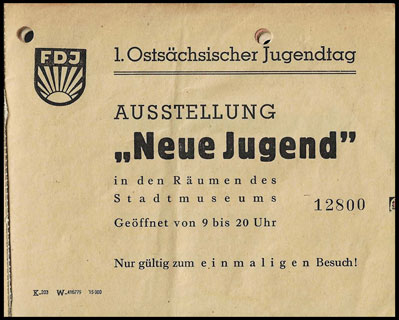 FDJ
1. Ostsächsischer Jugendtag
AUSSTELLUNG
„Neue Jugend”
in den Räumen des
Stadtmuseums
Geöffnet von 9 bis 20 Uhr
12800
Nur gültig zum einmaligen Besuch!